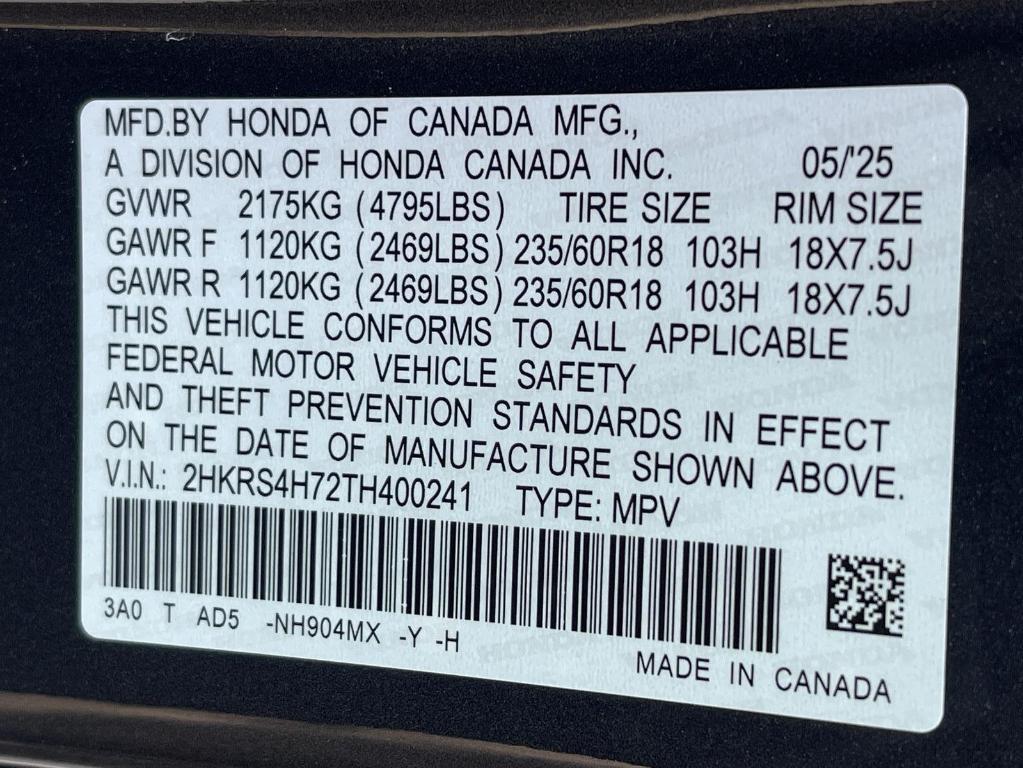 MFD.BY HONDA OF CANADA MFG.,
A DIVISION OF HONDA CANADA INC. 05/'25
GVWR 2175KG (4795LBS) TIRE SIZE RIM SIZE
GAWR F 1120KG (2469LBS) 235/60R18 103H 18X7.5J
GAWR R 1120KG (2469LBS) 235/60R18 103H 18X7.5J
THIS VEHICLE CONFORMS TO ALL APPLICABLE
FEDERAL MOTOR VEHICLE SAFETY
AND THEFT PREVENTION STANDARDS IN EFFECT
ON THE DATE OF MANUFACTURE SHOWN ABOVE.
V.I.N.: 2HKRS4H72TH400241 TYPE: MPV
3A0 T AD5 -NH904MX -Y -H
MADE IN CANADA